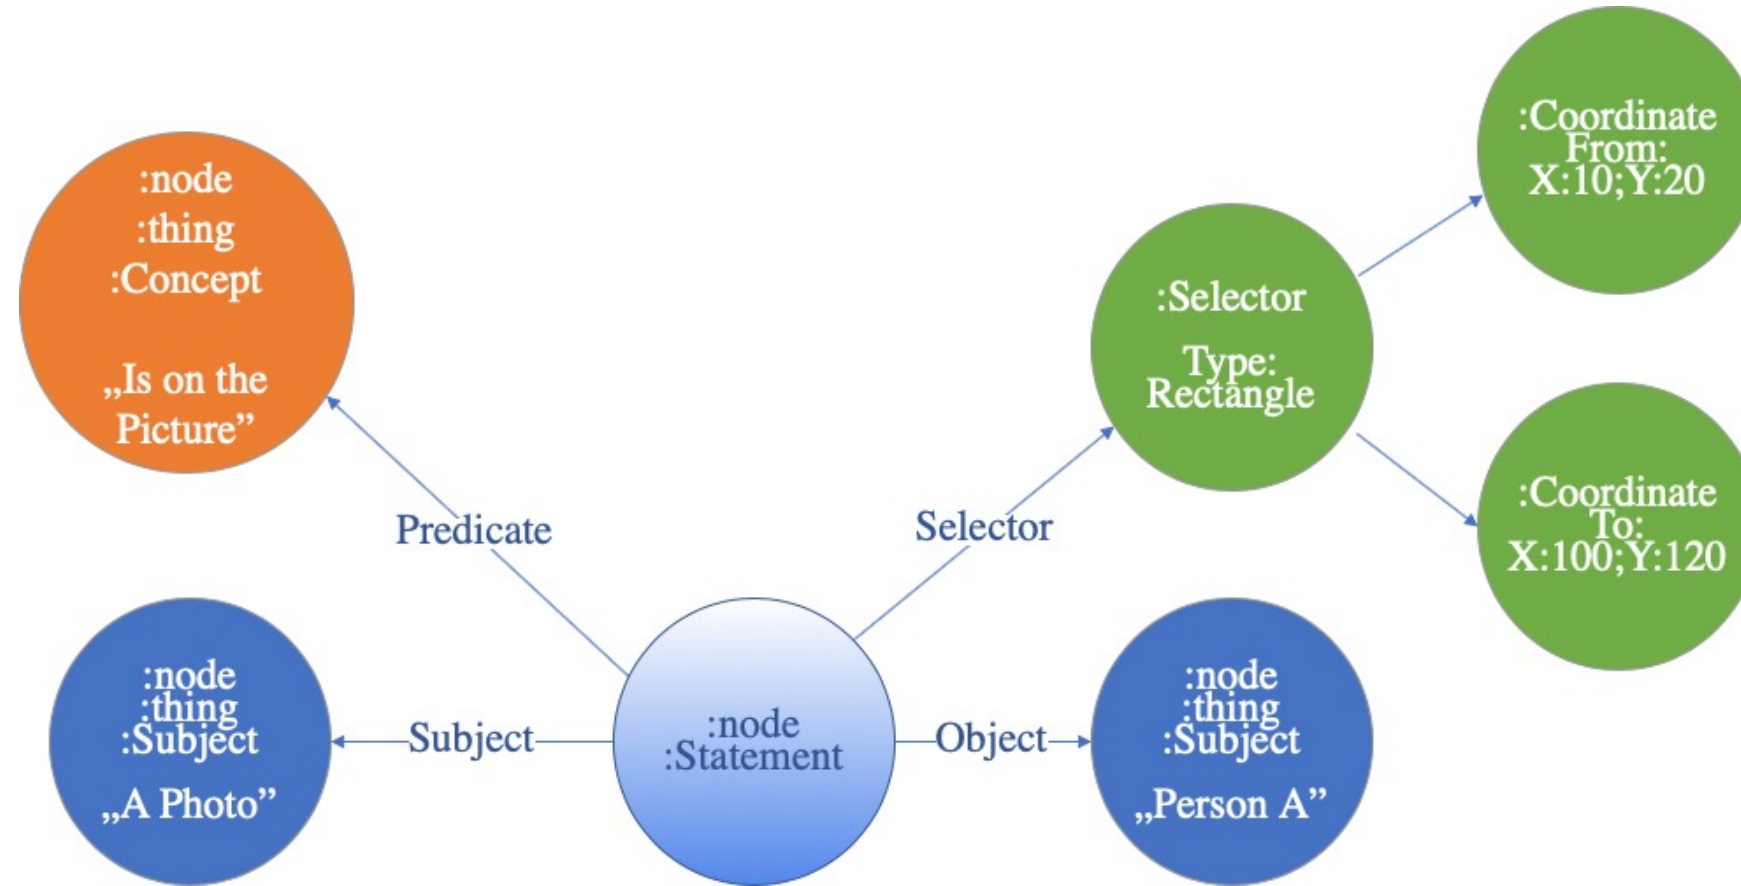 :node
:thing
:Concept
„Is on the
Picture”
:Coordinate
From:
X:10;Y:20
:Selector
Type:
Rectangle
:Coordinate
To:
X:100;Y:120
Predicate
Selector
:node
:thing
:Subject
„A Photo”
Subject
:node
:Statement
Object
:node
:thing
:Subject
„Person A”